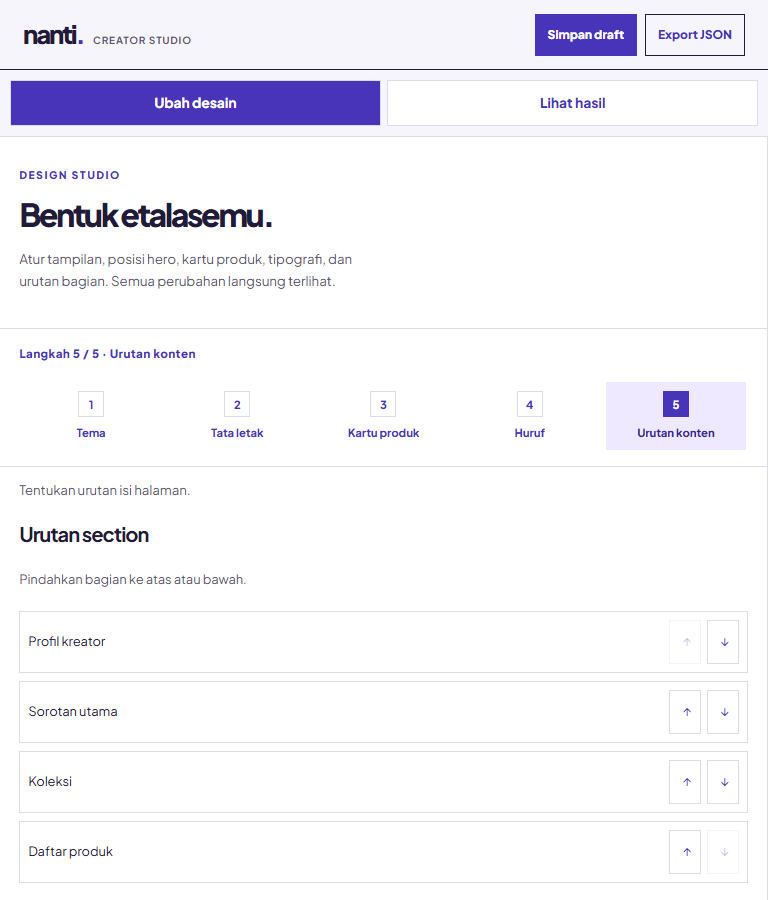 nanti. CREATOR STUDIO
Simpan draft
Export JSON
Ubah desain
Lihat hasil
DESIGN STUDIO
Bentuk etalasemu.
Atur tampilan, posisi hero, kartu produk, tipografi, dan
urutan bagian. Semua perubahan langsung terlihat.
Langkah 5 / 5 · Urutan konten
1
Tema
2
Tata letak
3
Kartu produk
4
Huruf
5
Urutan konten
Tentukan urutan isi halaman.
Urutan section
Pindahkan bagian ke atas atau bawah.
Profil kreator ↑ ↓
Sorotan utama ↑ ↓
Koleksi ↑ ↓
Daftar produk ↑ ↓